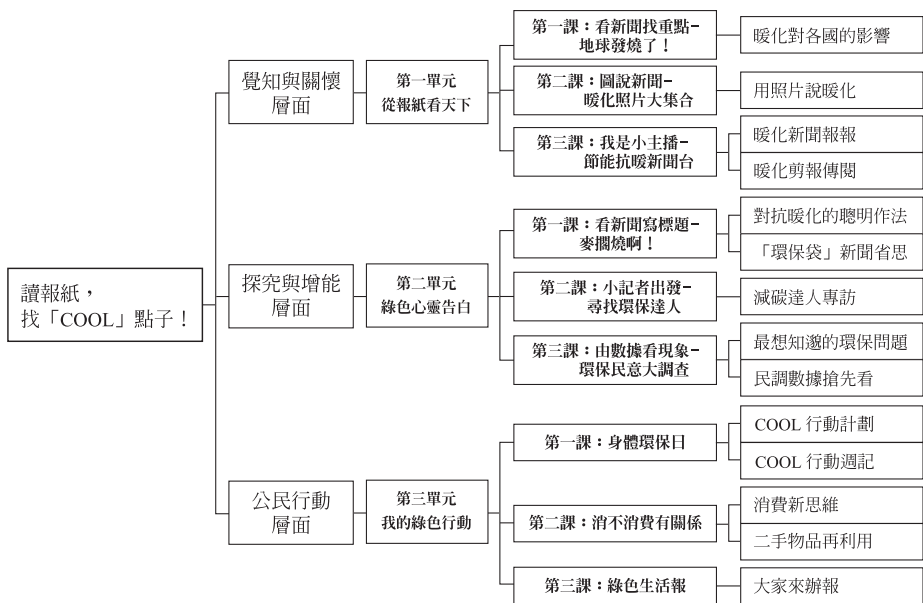 讀報紙，
找「COOL」點子！
覺知與關懷
層面
第一單元
從報紙看天下
第一課：看新聞找重點–
地球發燒了！
暖化對各國的影響
第二課：圖說新聞–
暖化照片大集合
用照片說暖化
第三課：我是小主播–
節能抗暖新聞台
暖化新聞報報
暖化剪報傳閱
探究與增能
層面
第二單元
綠色心靈告白
第一課：看新聞寫標題–
麥擱燒啊！
對抗暖化的聰明作法
「環保袋」新聞省思
第二課：小記者出發–
尋找環保達人
減碳達人專訪
第三課：由數據看現象–
環保民意大調查
最想知邈的環保問題
民調數據搶先看
公民行動
層面
第三單元
我的綠色行動
第一課：身體環保日
COOL 行動計劃
COOL 行動週記
第二課：消不消費有關係
消費新思維
二手物品再利用
第三課：綠色生活報
大家來辦報